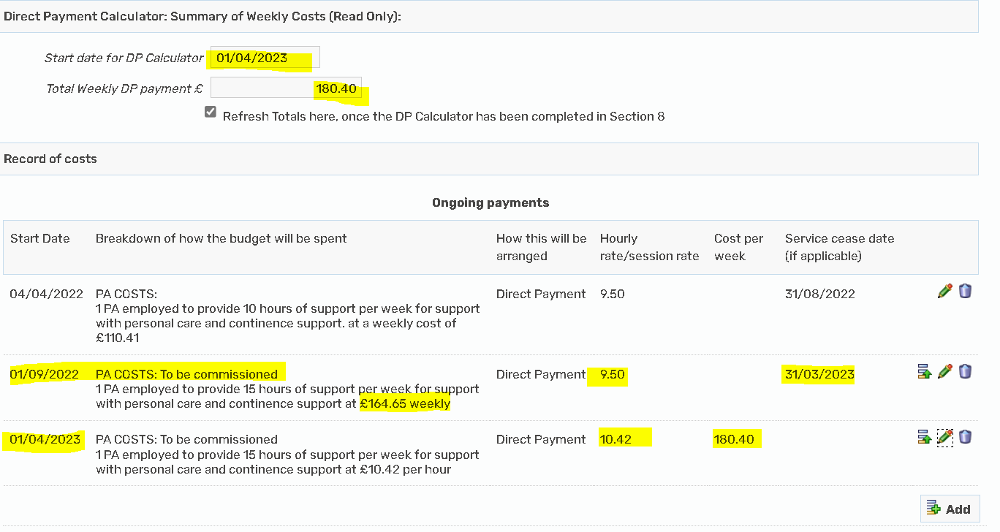 Direct Payment Calculator: Summary of Weekly Costs (Read Only):
Start date for DP Calculator 01/04/2023
Total Weekly DP payment £ 180.40
Refresh Totals here, once the DP Calculator has been completed in Section 8
Record of costs
Ongoing payments
Start Date Breakdown of how the budget will be spent How this will be arranged Hourly rate/session rate Cost per week Service cease date (if applicable)
04/04/2022 PA COSTS: Direct Payment 9.50 31/08/2022
1 PA employed to provide 10 hours of support per week for support
with personal care and continence support. at a weekly cost of
£110.41
01/09/2022 PA COSTS: To be commissioned Direct Payment 9.50 31/03/2023
1 PA employed to provide 15 hours of support per week for support
with personal care and continence support at £164.65 weekly
01/04/2023 PA COSTS: To be commissioned Direct Payment 10.42 180.40
1 PA employed to provide 15 hours of support per week for support
with personal care and continence support at £10.42 per hour
Add